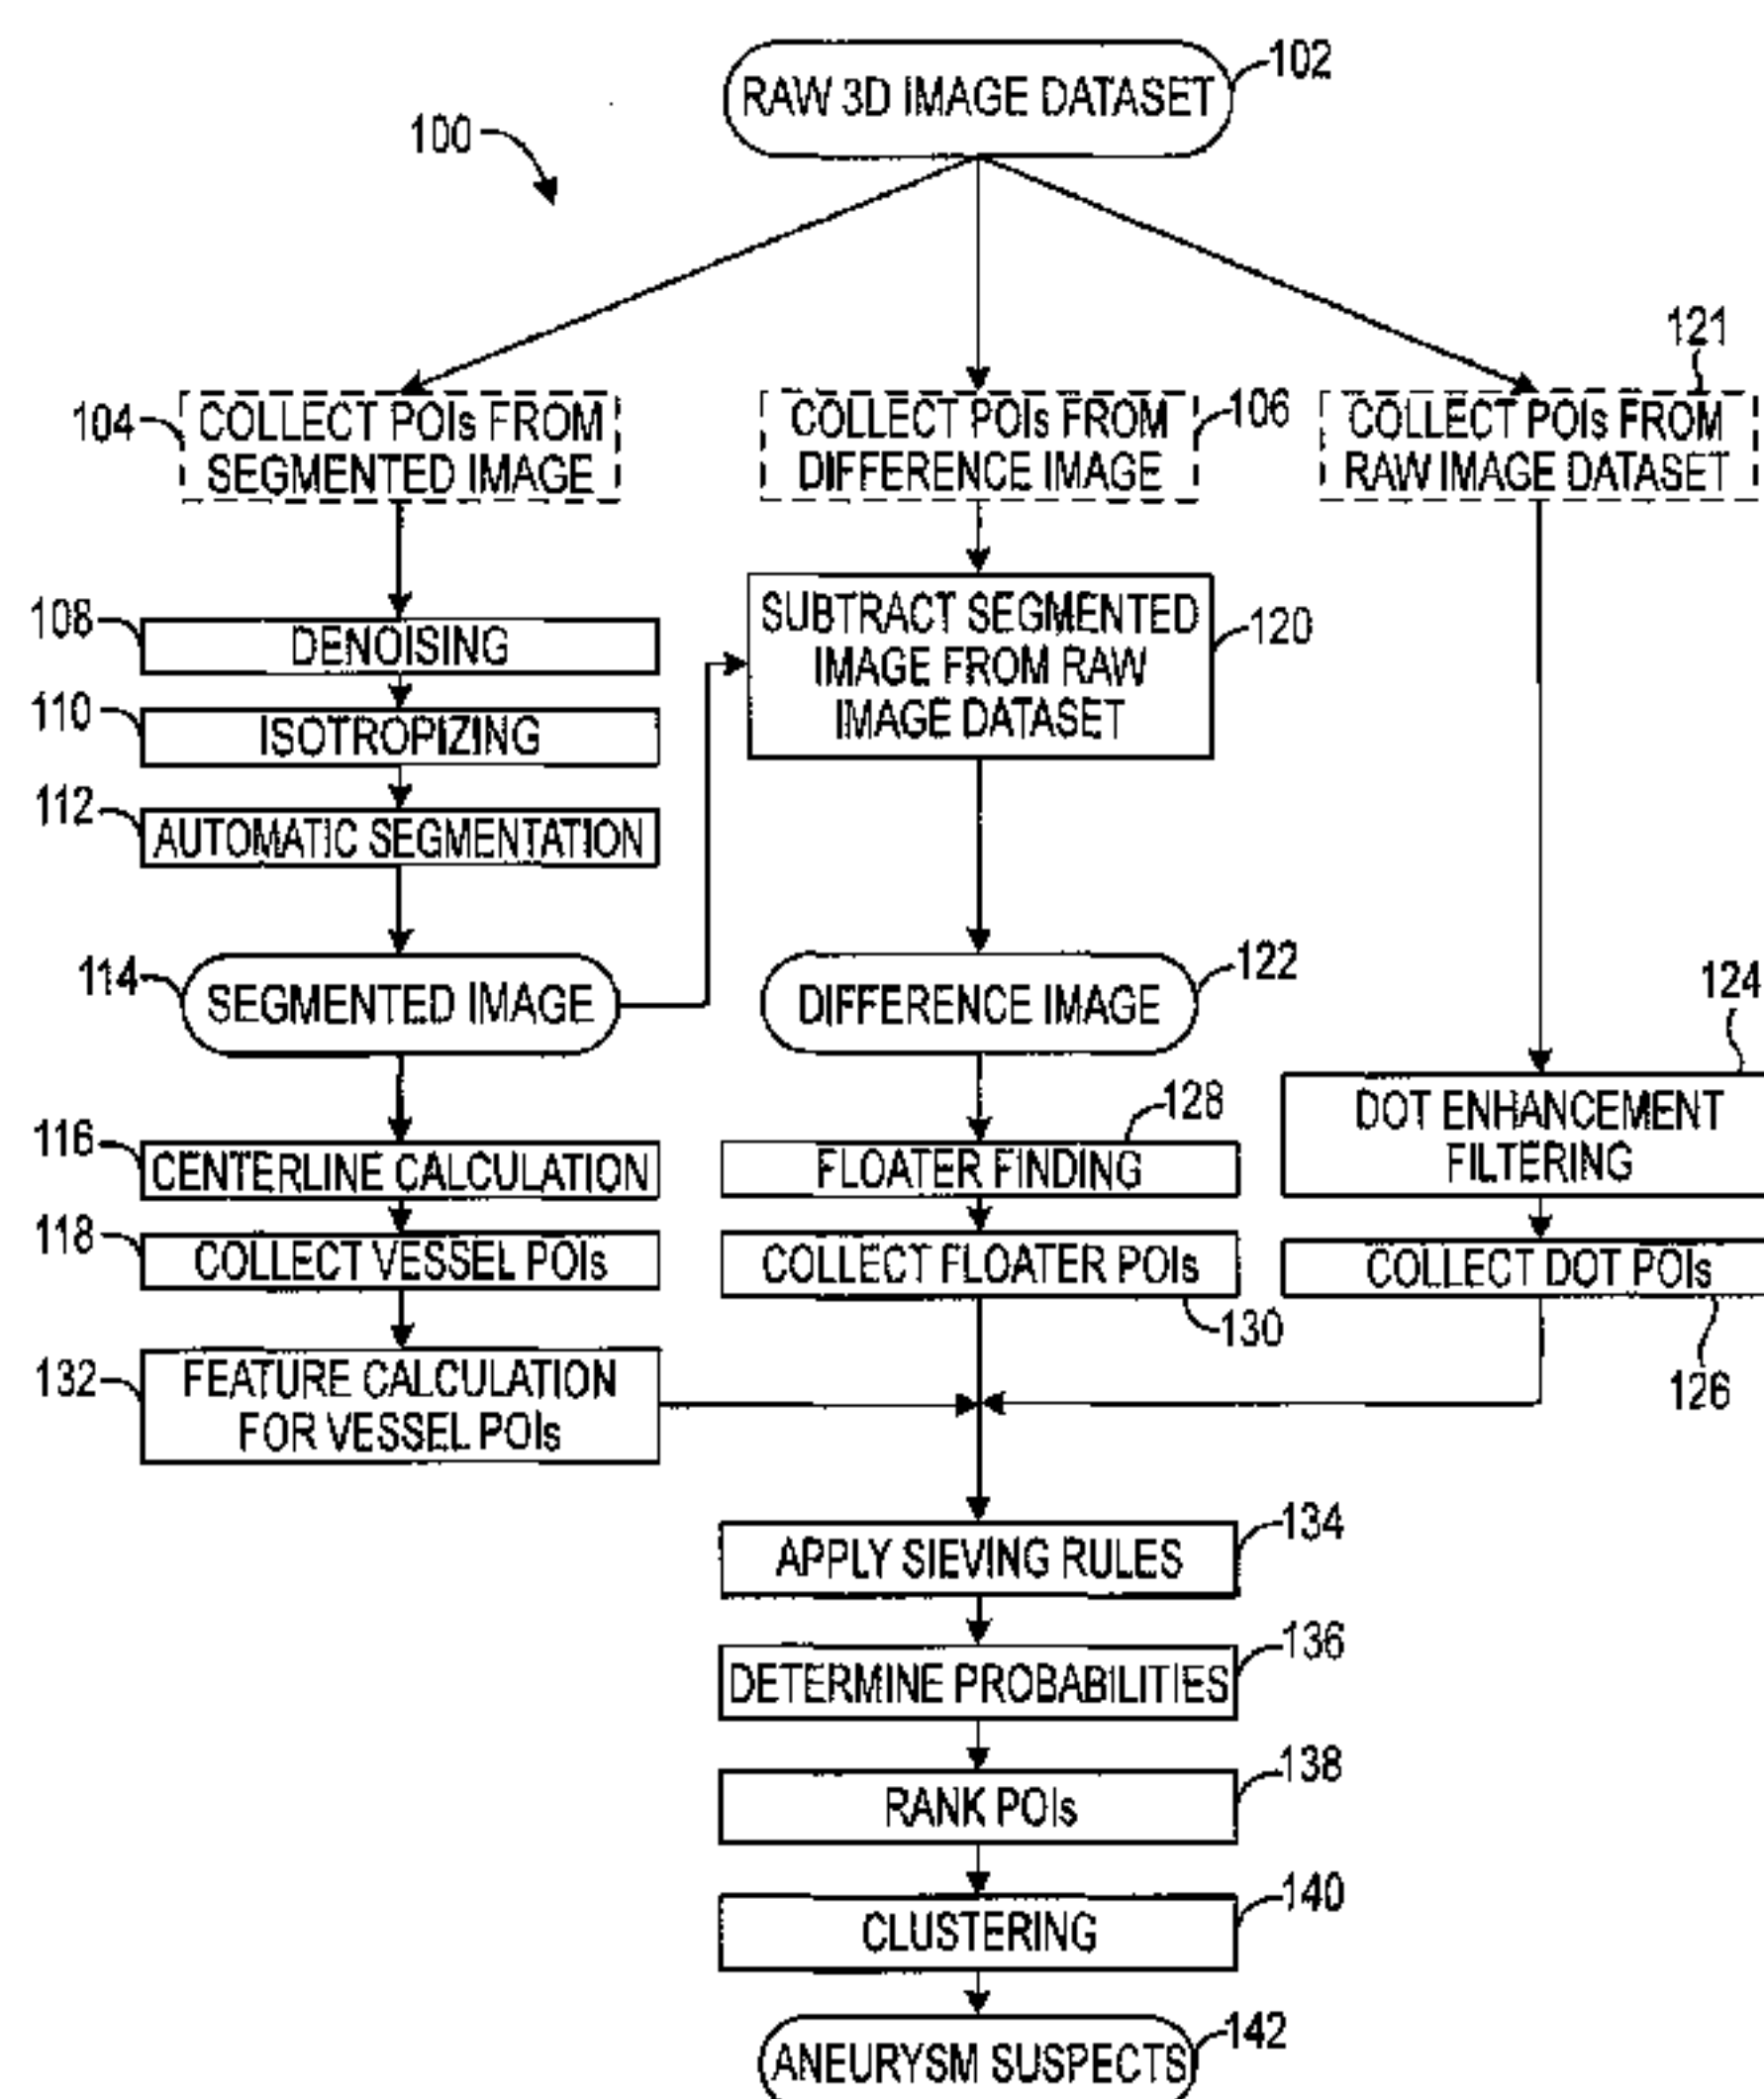 RAW 3D IMAGE DATASET
102
100
121
104
COLLECT POIs FROM
SEGMENTED IMAGE
COLLECT POIs FROM
DIFFERENCE IMAGE
106
COLLECT POIs FROM
RAW IMAGE DATASET
108
DENOISING
SUBTRACT SEGMENTED
IMAGE FROM RAW
IMAGE DATASET
120
110
ISOTROPIZING
112
AUTOMATIC SEGMENTATION
114
SEGMENTED IMAGE
DIFFERENCE IMAGE
122
124
116
CENTERLINE CALCULATION
128
FLOATER FINDING
DOT ENHANCEMENT
FILTERING
118
COLLECT VESSEL POIs
COLLECT FLOATER POIs
130
COLLECT DOT POIs
126
132
FEATURE CALCULATION
FOR VESSEL POIs
APPLY SIEVING RULES
134
DETERMINE PROBABILITIES
136
RANK POIs
138
CLUSTERING
140
ANEURYSM SUSPECTS
142